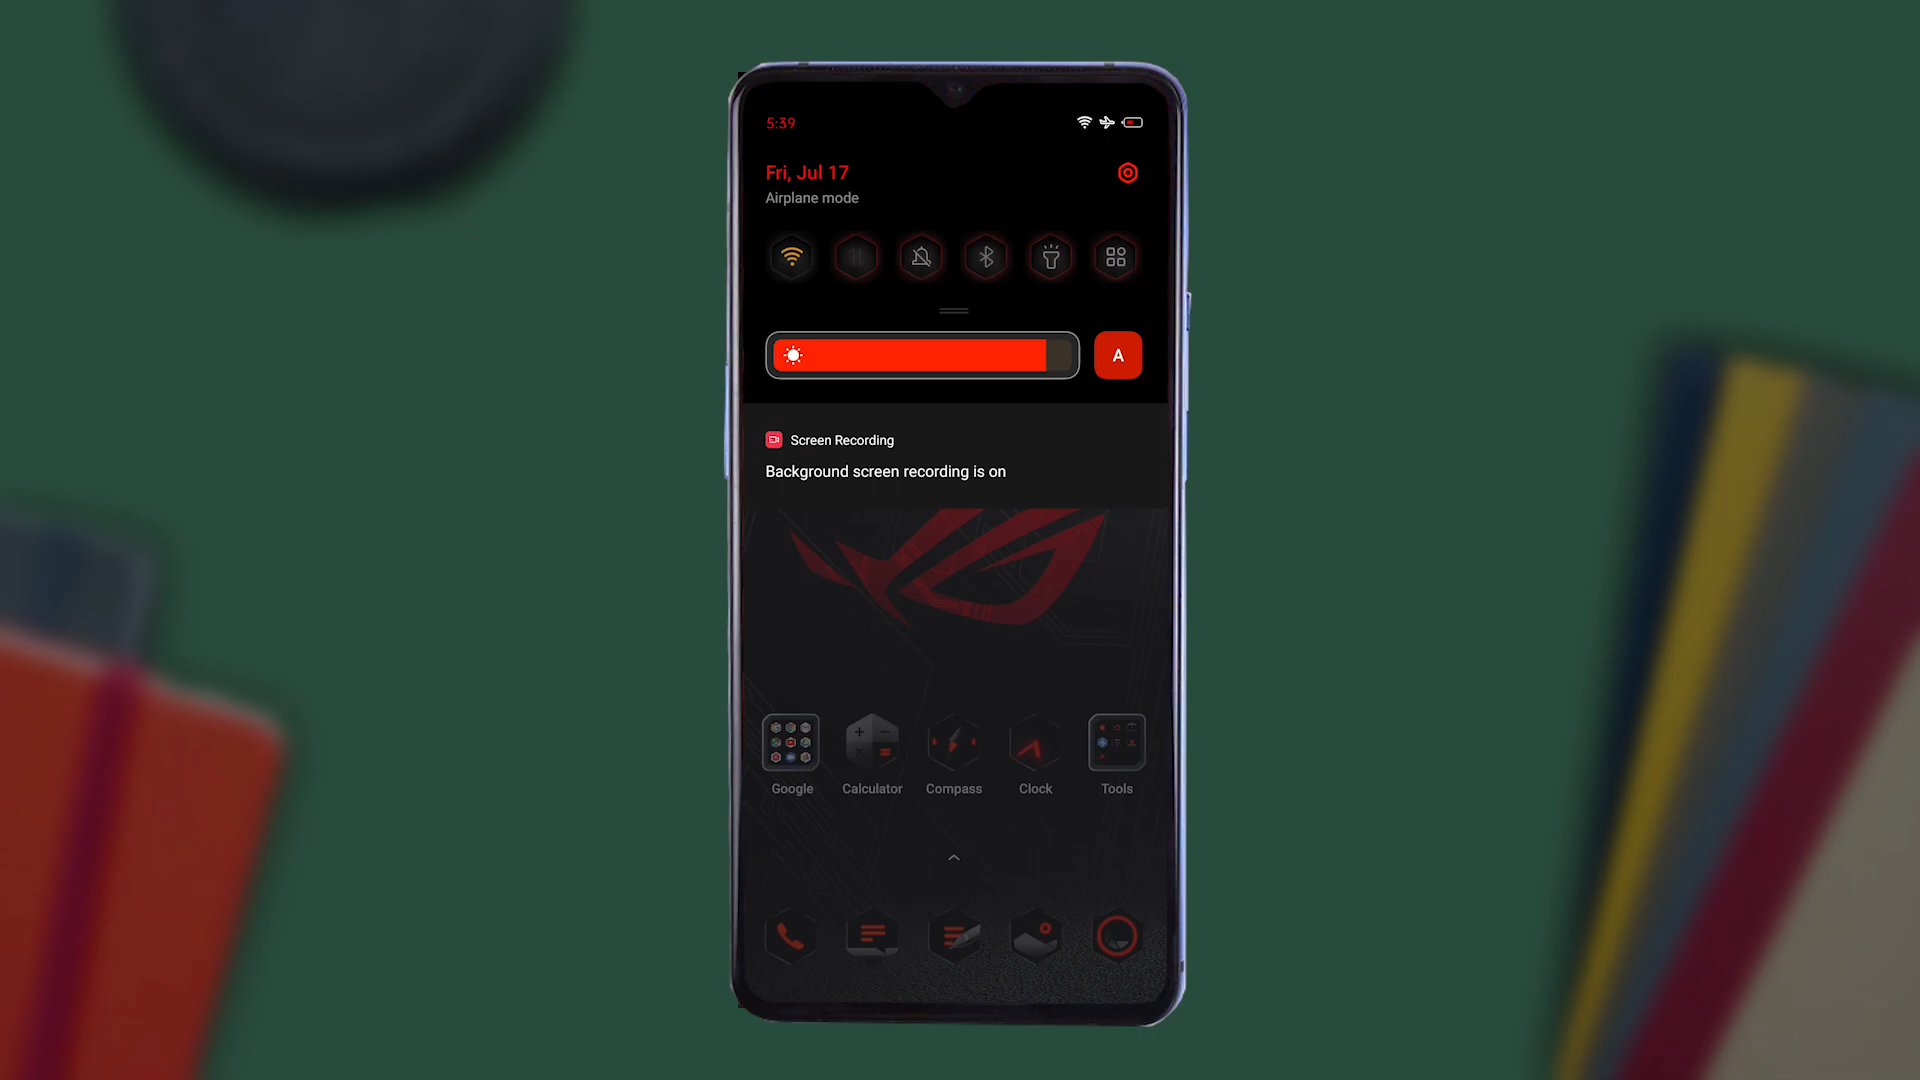 5:39
Fri, Jul 17
Airplane mode
A
Screen Recording
Background screen recording is on
Google Calculator Compass Clock Tools